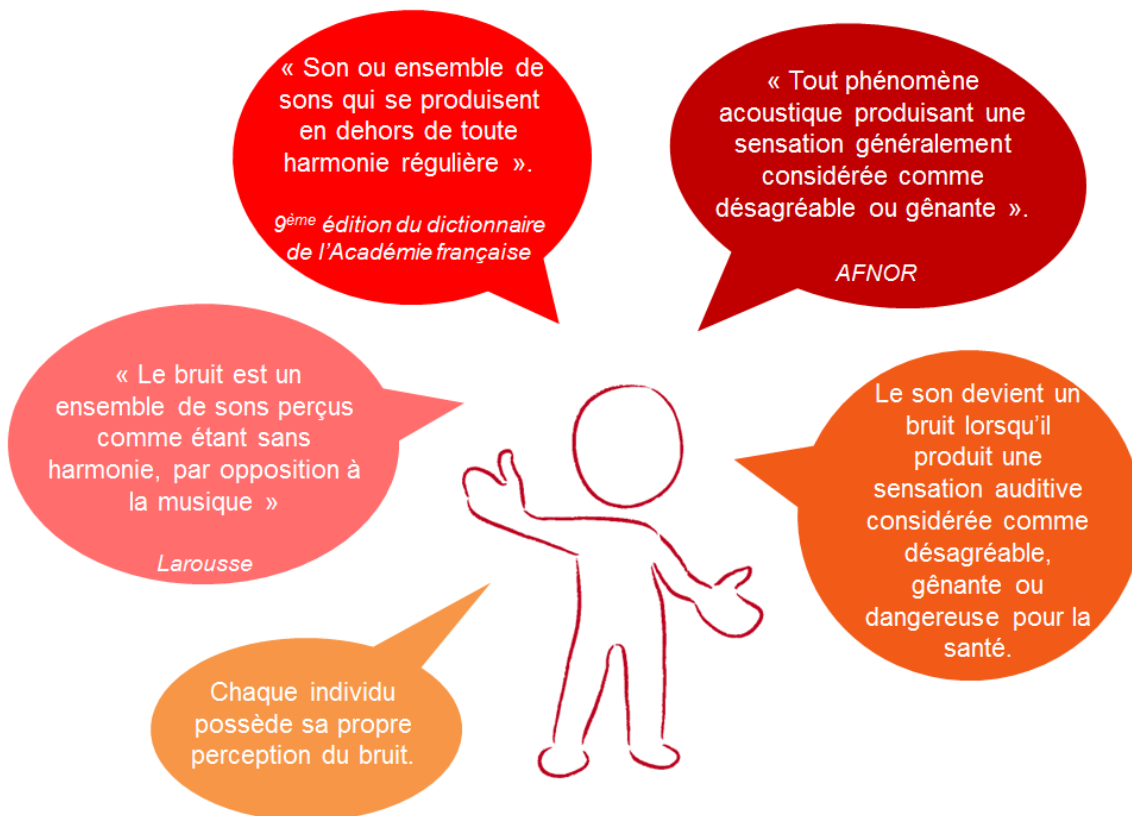 « Son ou ensemble de
sons qui se produisent
en dehors de toute
harmonie régulière ».
9ème édition du dictionnaire
de l'Académie française
« Tout phénomène
acoustique produisant une
sensation généralement
considérée comme
désagréable ou gênante ».
AFNOR
« Le bruit est un
ensemble de sons perçus
comme étant sans
harmonie, par opposition à
la musique »
Larousse
Le son devient un
bruit lorsqu'il
produit une
sensation auditive
considérée comme
désagréable,
gênante ou
dangereuse pour la
santé.
Chaque individu
possède sa propre
perception du bruit.